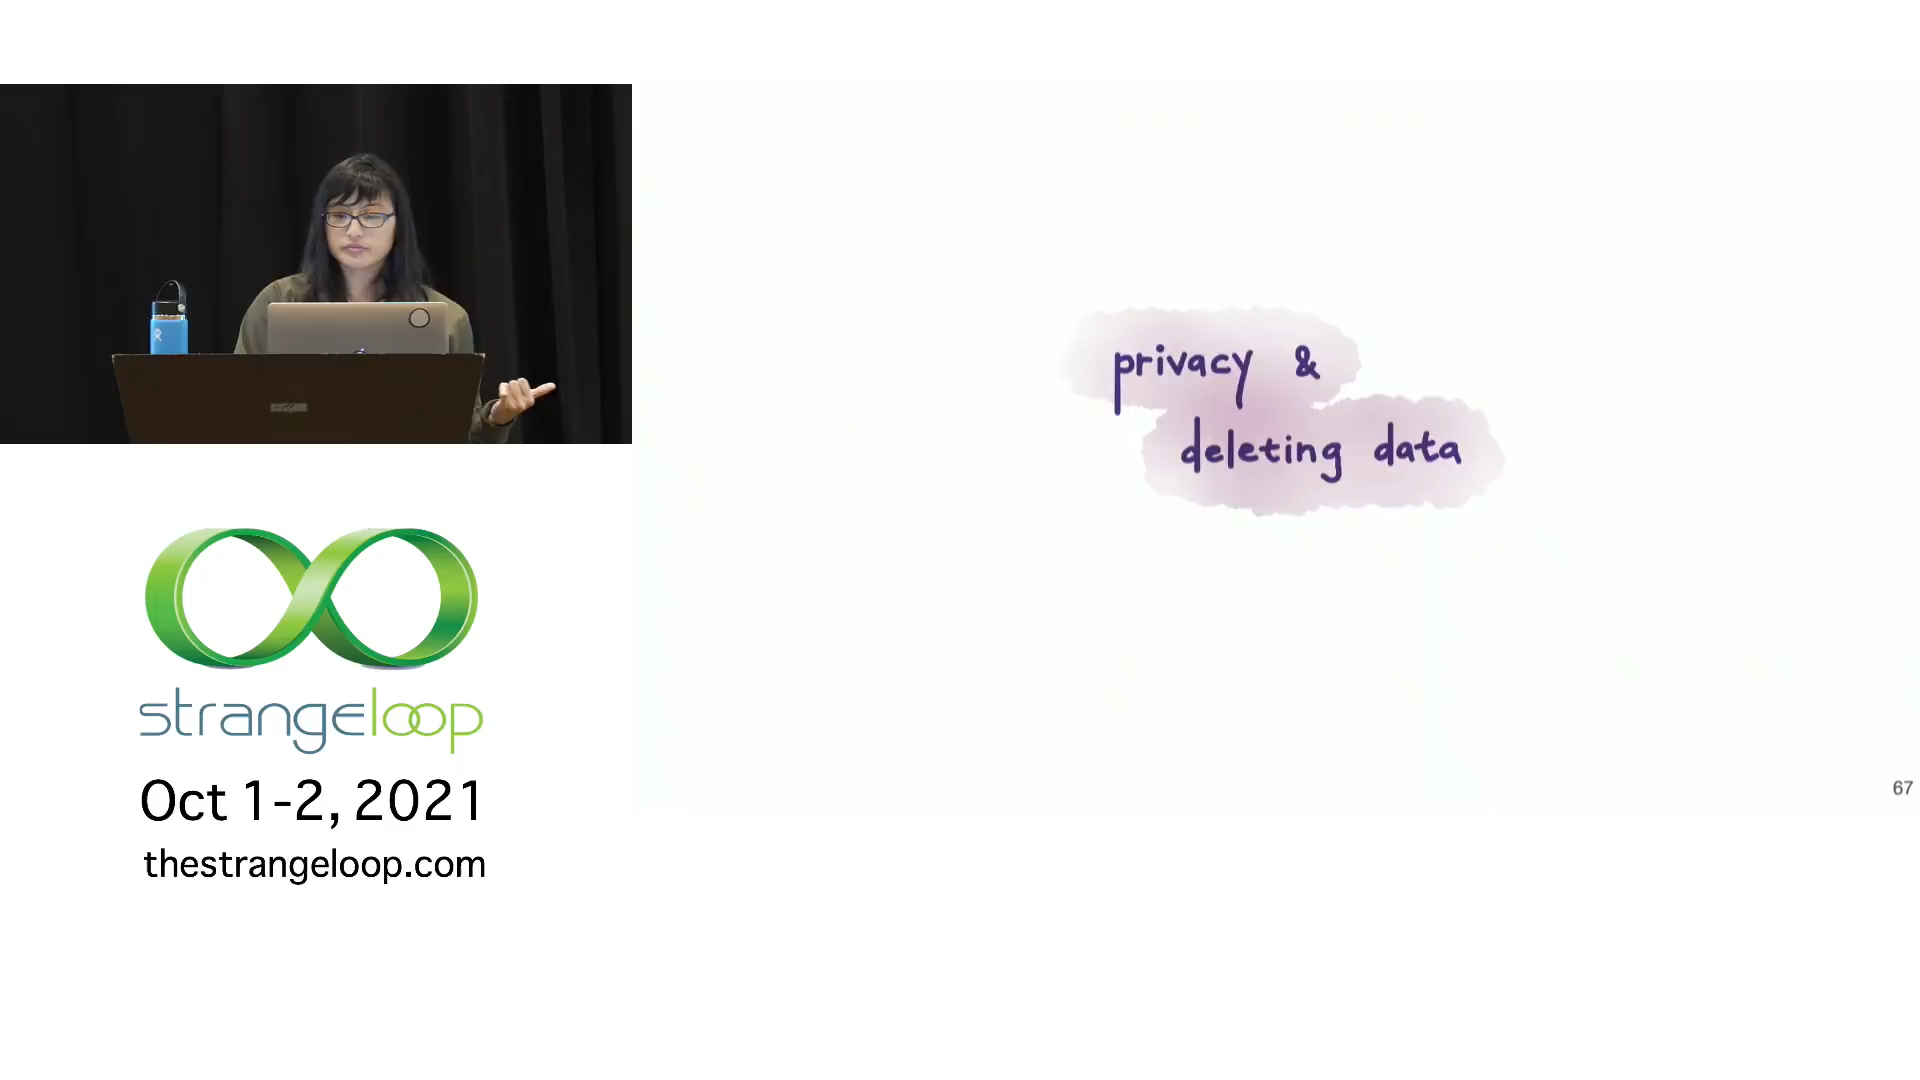 privacy &
deleting data
strangeloop
Oct 1-2, 2021
thestrangeloop.com
67